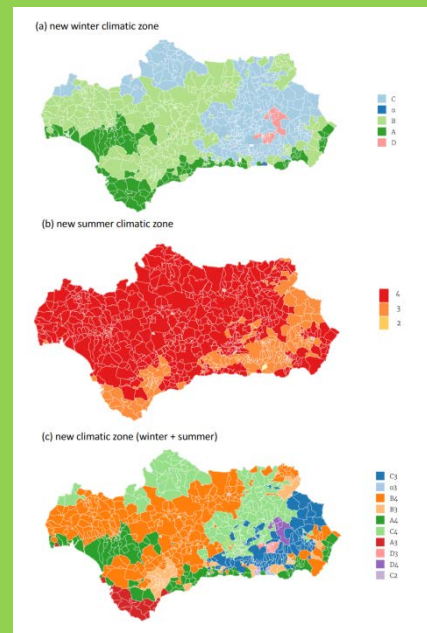 (a) new winter climatic zone
C
α
B
A
D
(b) new summer climatic zone
4
3
2
(c) new climatic zone (winter + summer)
C3
α3
B4
B3
A4
C4
A3
D3
D4
C2